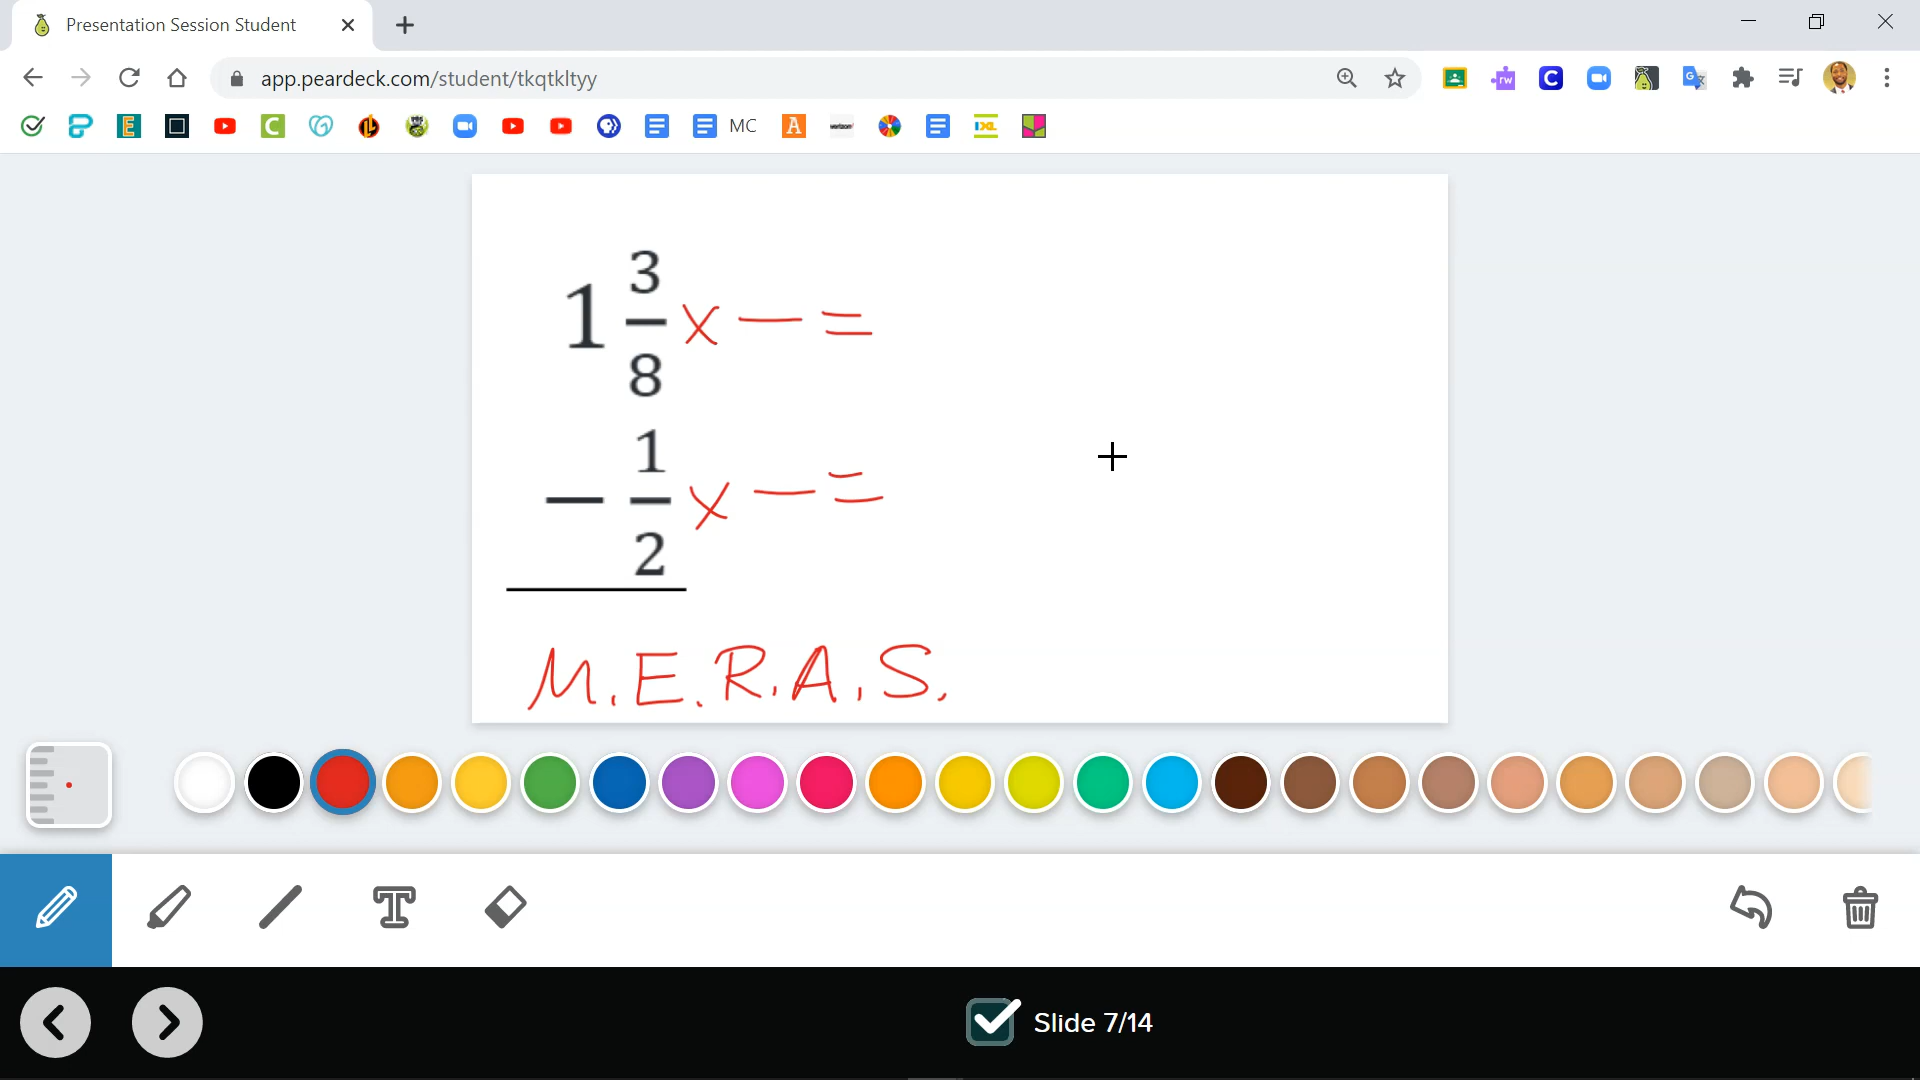 Presentation Session Student
app.peardeck.com/student/tkqtkltyy
MC
1 3/8 x — =
− 1/2 x — =
M.E.R.A.S.
Slide 7/14